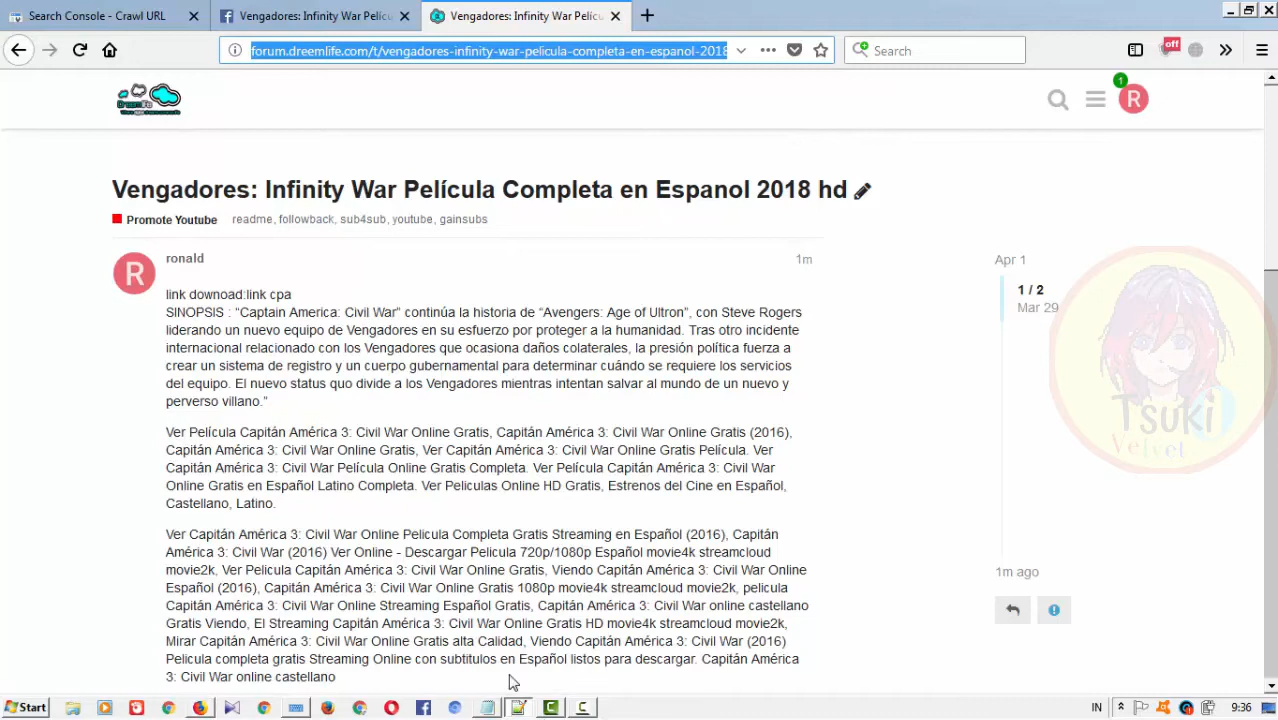 Search Console - Crawl URL
Vengadores: Infinity War Pelícu
Vengadores: Infinity War Pelícu
forum.dreemlife.com/t/vengadores-infinity-war-pelicula-completa-en-espanol-2018
Search
off
1
R
Vengadores: Infinity War Película Completa en Espanol 2018 hd
Promote Youtube readme, followback, sub4sub, youtube, gainsubs
R
ronald
1m
link downoad:link cpa
SINOPSIS : “Captain America: Civil War” continúa la historia de “Avengers: Age of Ultron”, con Steve Rogers
liderando un nuevo equipo de Vengadores en su esfuerzo por proteger a la humanidad. Tras otro incidente
internacional relacionado con los Vengadores que ocasiona daños colaterales, la presión política fuerza a
crear un sistema de registro y un cuerpo gubernamental para determinar cuándo se requiere los servicios
del equipo. El nuevo status quo divide a los Vengadores mientras intentan salvar al mundo de un nuevo y
perverso villano.”
Ver Película Capitán América 3: Civil War Online Gratis, Capitán América 3: Civil War Online Gratis (2016),
Capitán América 3: Civil War Online Gratis, Ver Capitán América 3: Civil War Online Gratis Película. Ver
Capitán América 3: Civil War Película Online Gratis Completa. Ver Película Capitán América 3: Civil War
Online Gratis en Español Latino Completa. Ver Peliculas Online HD Gratis, Estrenos del Cine en Español,
Castellano, Latino.
Ver Capitán América 3: Civil War Online Pelicula Completa Gratis Streaming en Español (2016), Capitán
América 3: Civil War (2016) Ver Online - Descargar Pelicula 720p/1080p Español movie4k streamcloud
movie2k, Ver Pelicula Capitán América 3: Civil War Online Gratis, Viendo Capitán América 3: Civil War Online
Español (2016), Capitán América 3: Civil War Online Gratis 1080p movie4k streamcloud movie2k, pelicula
Capitán América 3: Civil War Online Streaming Español Gratis, Capitán América 3: Civil War online castellano
Gratis Viendo, El Streaming Capitán América 3: Civil War Online Gratis HD movie4k streamcloud movie2k,
Mirar Capitán América 3: Civil War Online Gratis alta Calidad, Viendo Capitán América 3: Civil War (2016)
Pelicula completa gratis Streaming Online con subtitulos en Español listos para descargar. Capitán América
3: Civil War online castellano
Apr 1
1 / 2
Mar 29
1m ago
Tsuki
Velvet
Start
IN
9:36